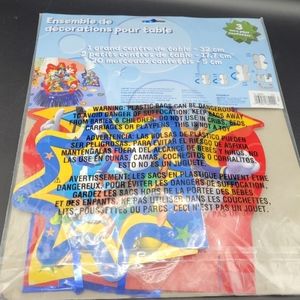 Ensemble de
décorations pour table
3
1 grand centre de table - 32 cm
2 petits centres de table - 17,7 cm
20 morceaux confettis - 5 cm
WARNING: PLASTIC BAGS CAN BE DANGEROUS.
TO AVOID DANGER OF SUFFOCATION, KEEP AWAY
FROM BABIES & CHILDREN. DO NOT USE IN CRIBS, BEDS,
CARRIAGES OR PLAYPENS. THIS IS NOT A TOY.
ADVERTENCIA: LAS BOLSAS DE PLASTICO PUEDEN
SER PELIGROSAS. PARA EVITAR EL RIESGO DE ASFIXIA
MANTENGALAS FUERA DEL ALCANCE DE BEBES Y NIÑOS. NO
LAS USE EN CUNAS, CAMAS, COCHECITOS O CORRALITOS.
ESTO NO ES UN JUGUETE.
AVERTISSEMENT: LES SACS EN PLASTIQUE PEUVENT ÊTRE
DANGEREUX. POUR ÉVITER LES DANGERS DE SUFFOCATION,
GARDEZ LES SACS HORS DE LA PORTÉE DES BÉBÉS
ET DES ENFANTS. NE PAS UTILISER DANS LES COUCHETTES,
LITS, POUSSETTES OU PARCS. CECI N'EST PAS UN JOUET.